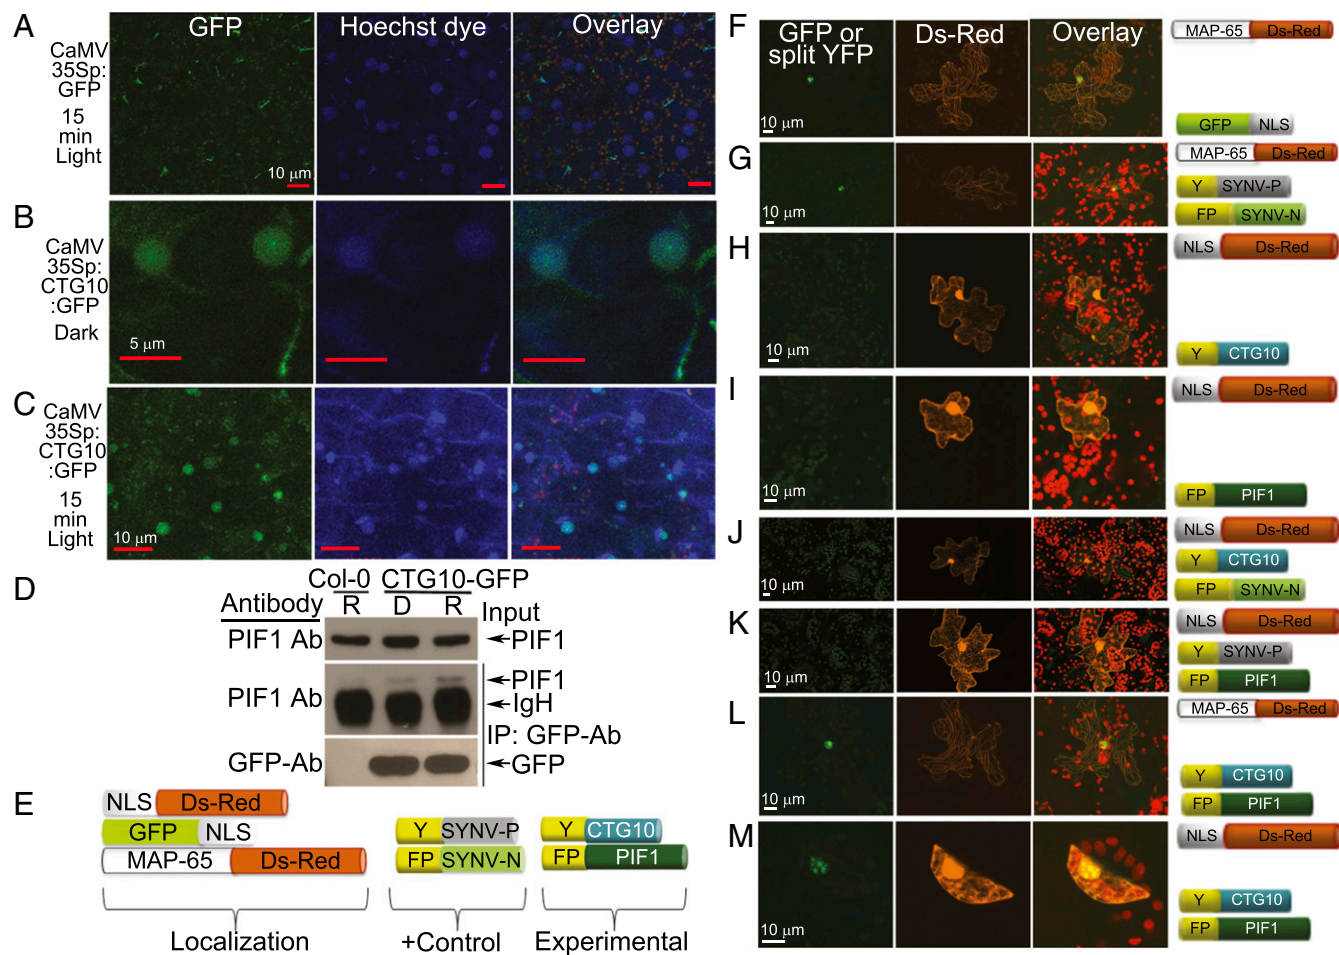 A
CaMV
35Sp:
GFP
15
min
Light
GFP
Hoechst dye
Overlay
10 μm
B
CaMV
35Sp:
CTG10
:GFP
Dark
5 μm
C
CaMV
35Sp:
CTG10
:GFP
15
min
Light
10 μm
D
Col-0 CTG10-GFP
Antibody R D R Input
PIF1 Ab PIF1
PIF1 Ab PIF1
IgH
IP: GFP-Ab
GFP-Ab GFP
E
NLS Ds-Red
GFP NLS
MAP-65 Ds-Red
Y SYNV-P
FP SYNV-N
Y CTG10
FP PIF1
Localization
+Control
Experimental
F
GFP or
split YFP
Ds-Red
Overlay
10 μm
MAP-65 Ds-Red
GFP NLS
G
10 μm
MAP-65 Ds-Red
Y SYNV-P
FP SYNV-N
H
10 μm
NLS Ds-Red
Y CTG10
I
10 μm
NLS Ds-Red
FP PIF1
J
10 μm
NLS Ds-Red
Y CTG10
FP SYNV-N
K
10 μm
NLS Ds-Red
Y SYNV-P
FP PIF1
L
10 μm
MAP-65 Ds-Red
Y CTG10
FP PIF1
M
10 μm
NLS Ds-Red
Y CTG10
FP PIF1